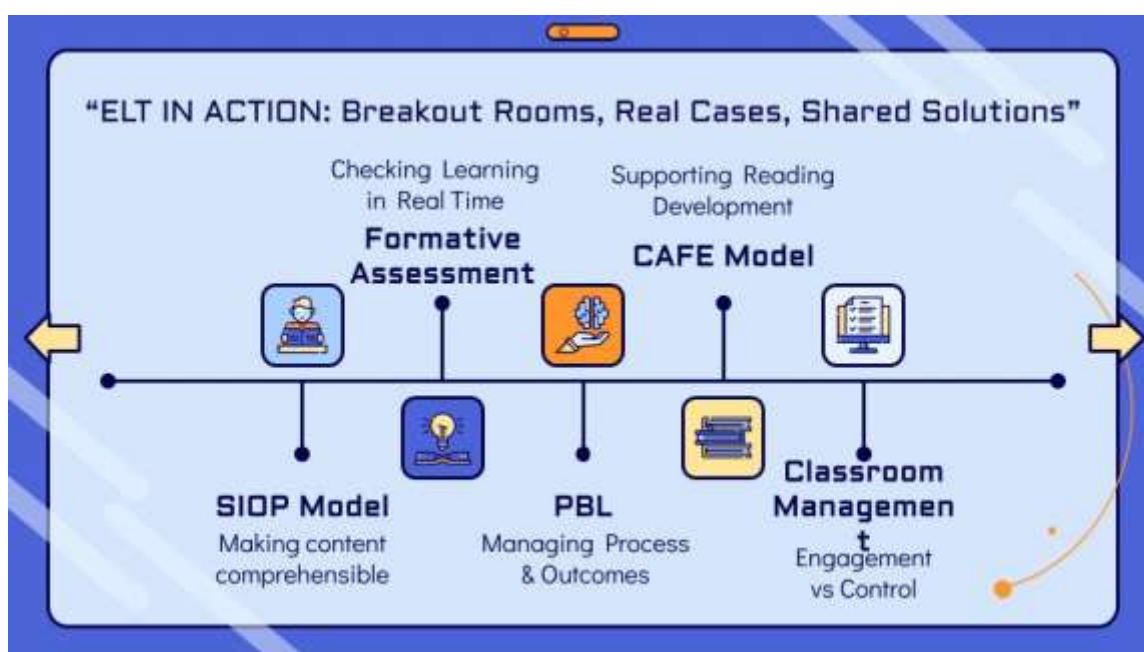 “ELT IN ACTION: Breakout Rooms, Real Cases, Shared Solutions”
Checking Learning
in Real Time
Formative
Assessment
Supporting Reading
Development
CAFE Model
SIOP Model
Making content
comprehensible
PBL
Managing Process
& Outcomes
Classroom
Managemen
t
Engagement
vs Control